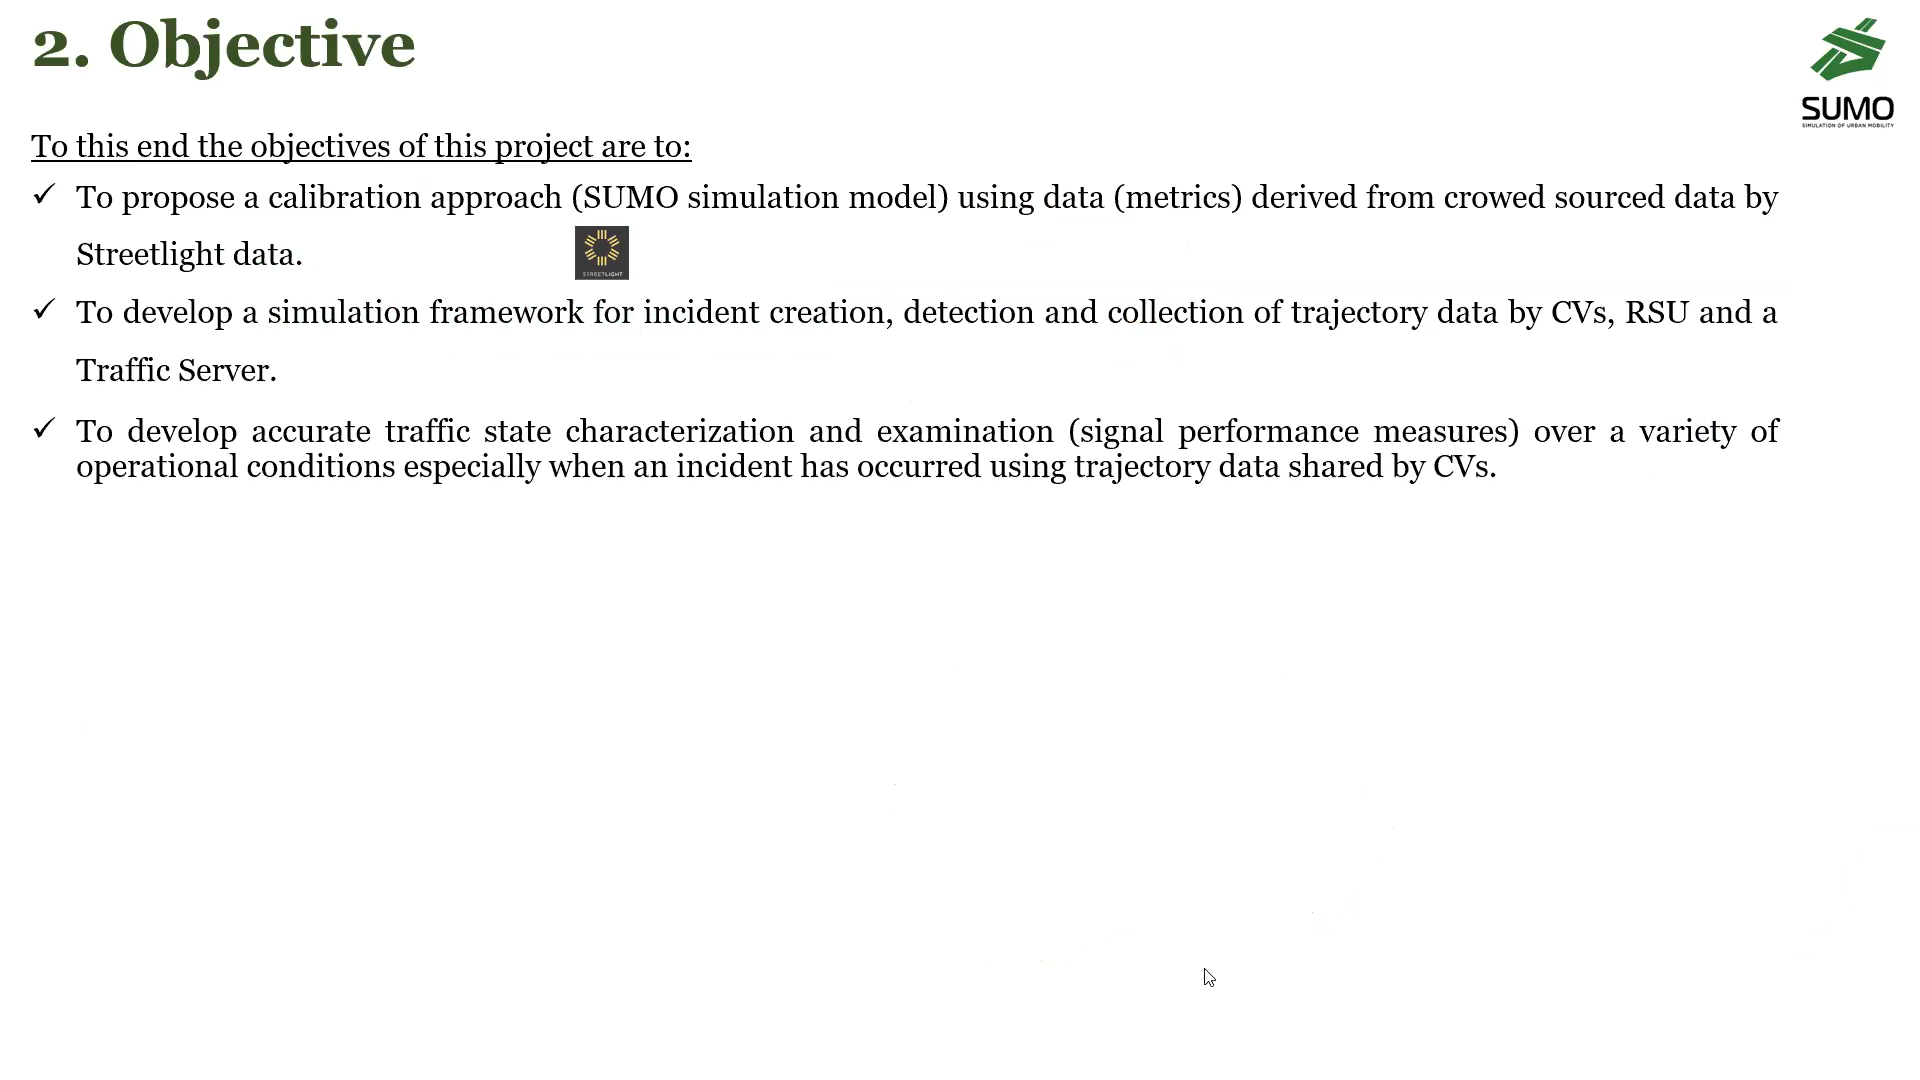 2. Objective
SUMO
SIMULATION OF URBAN MOBILITY
To this end the objectives of this project are to:
✓ To propose a calibration approach (SUMO simulation model) using data (metrics) derived from crowed sourced data by
Streetlight data.
STREETLIGHT
✓ To develop a simulation framework for incident creation, detection and collection of trajectory data by CVs, RSU and a
Traffic Server.
✓ To develop accurate traffic state characterization and examination (signal performance measures) over a variety of
operational conditions especially when an incident has occurred using trajectory data shared by CVs.